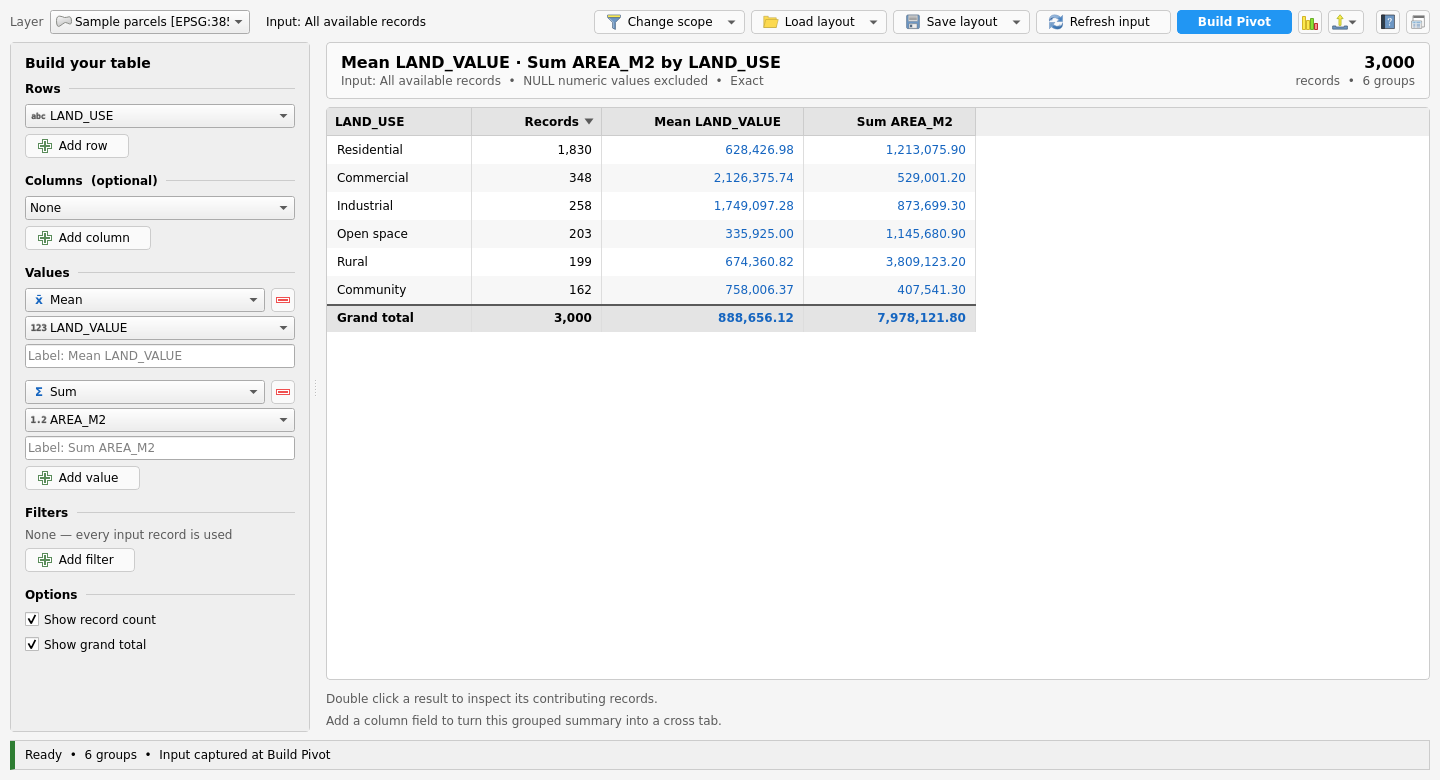 Layer Sample parcels [EPSG:385 Input: All available records Change scope Load layout Save layout Refresh input Build Pivot
Build your table
Rows
abc LAND_USE
Add row
Columns (optional)
None
Add column
Values
x̄ Mean
123 LAND_VALUE
Label: Mean LAND_VALUE
Σ Sum
1.2 AREA_M2
Label: Sum AREA_M2
Add value
Filters
None — every input record is used
Add filter
Options
Show record count
Show grand total
Mean LAND_VALUE · Sum AREA_M2 by LAND_USE 3,000
Input: All available records • NULL numeric values excluded • Exact records • 6 groups
LAND_USE Records Mean LAND_VALUE Sum AREA_M2
Residential 1,830 628,426.98 1,213,075.90
Commercial 348 2,126,375.74 529,001.20
Industrial 258 1,749,097.28 873,699.30
Open space 203 335,925.00 1,145,680.90
Rural 199 674,360.82 3,809,123.20
Community 162 758,006.37 407,541.30
Grand total 3,000 888,656.12 7,978,121.80
Double click a result to inspect its contributing records.
Add a column field to turn this grouped summary into a cross tab.
Ready • 6 groups • Input captured at Build Pivot